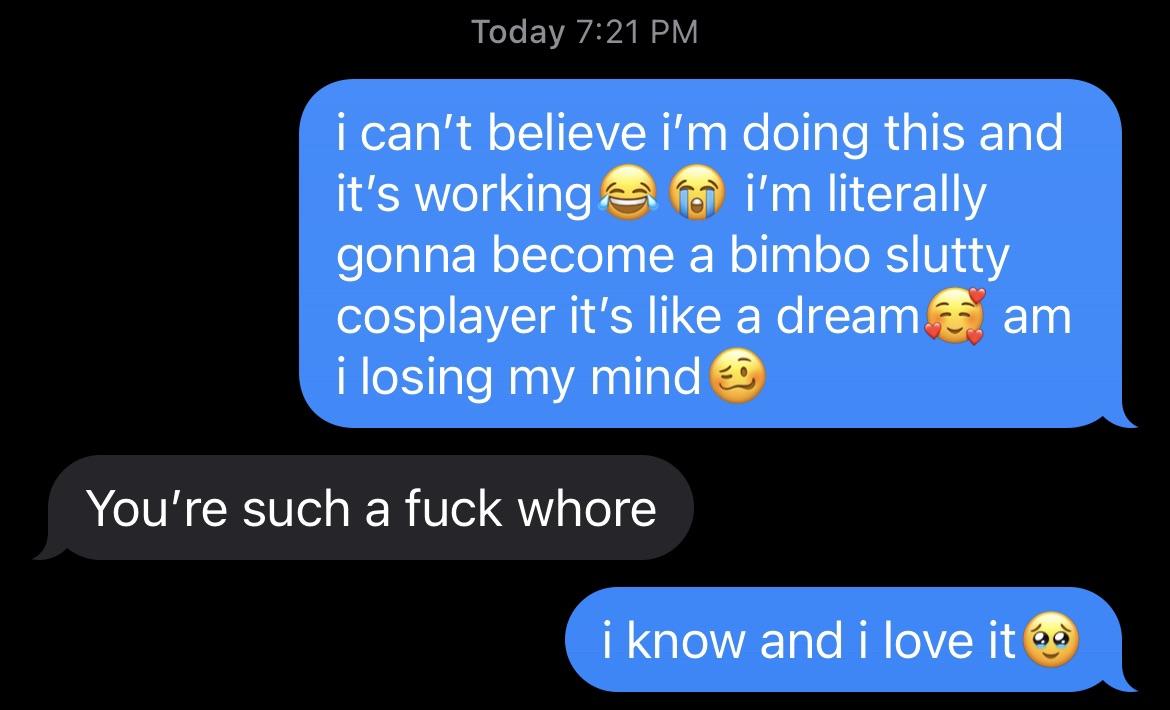 Today 7:21 PM
i can’t believe i’m doing this and
it’s working😂😭 i’m literally
gonna become a bimbo slutty
cosplayer it’s like a dream🥰 am
i losing my mind🥴
You’re such a fuck whore
i know and i love it🥹